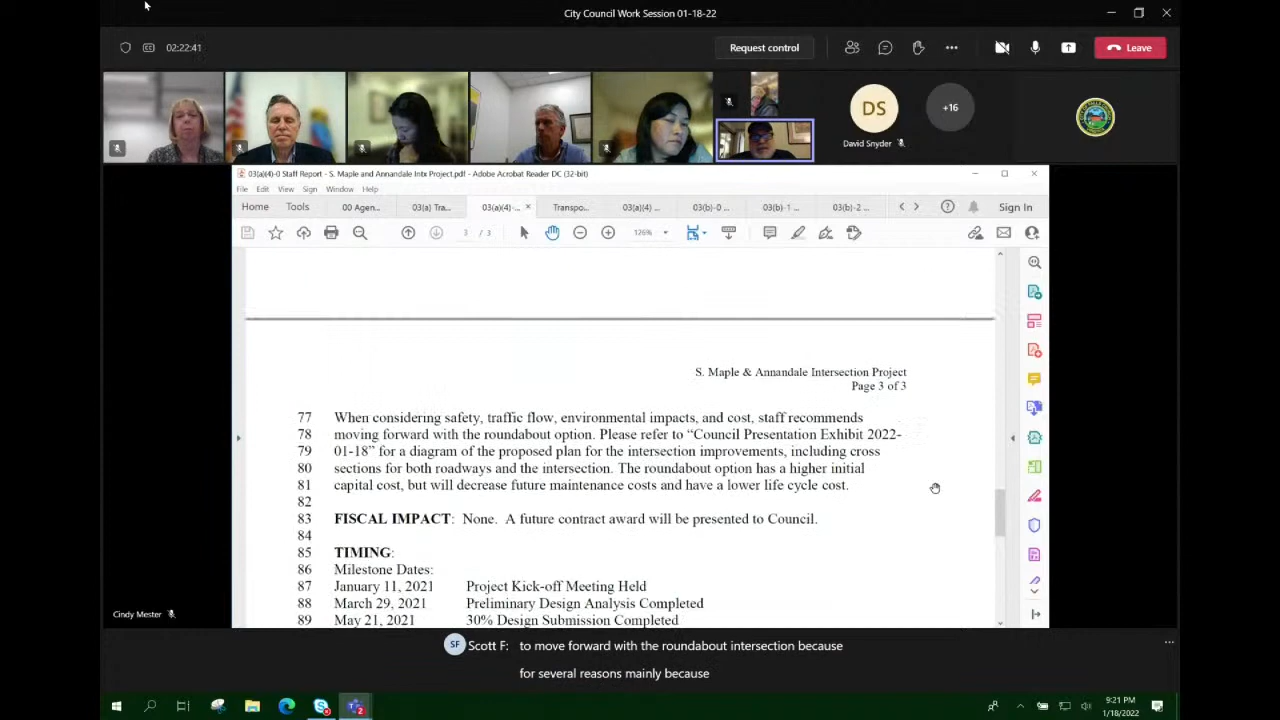 City Council Work Session 01-18-22
02:22:41
Request control
Leave
DS
+16
David Snyder
03(a)(4)-0 Staff Report - S. Maple and Annandale Intx Project.pdf - Adobe Acrobat Reader DC (32-bit)
File Edit View Sign Window Help
Home Tools 00 Agen... 03(a) Tra... 03(a)(4)-... Transpo... 03(a)(4) ... 03(b)-0 ... 03(b)-1 ... 03(b)-2 ... Sign In
3 / 3 126%
S. Maple & Annandale Intersection Project
Page 3 of 3
77 When considering safety, traffic flow, environmental impacts, and cost, staff recommends
78 moving forward with the roundabout option. Please refer to “Council Presentation Exhibit 2022-
79 01-18” for a diagram of the proposed plan for the intersection improvements, including cross
80 sections for both roadways and the intersection. The roundabout option has a higher initial
81 capital cost, but will decrease future maintenance costs and have a lower life cycle cost.
82
83 FISCAL IMPACT: None. A future contract award will be presented to Council.
84
85 TIMING:
86 Milestone Dates:
87 January 11, 2021 Project Kick-off Meeting Held
88 March 29, 2021 Preliminary Design Analysis Completed
89 May 21, 2021 30% Design Submission Completed
Cindy Mester
SF Scott F: to move forward with the roundabout intersection because
for several reasons mainly because
9:21 PM
1/18/2022